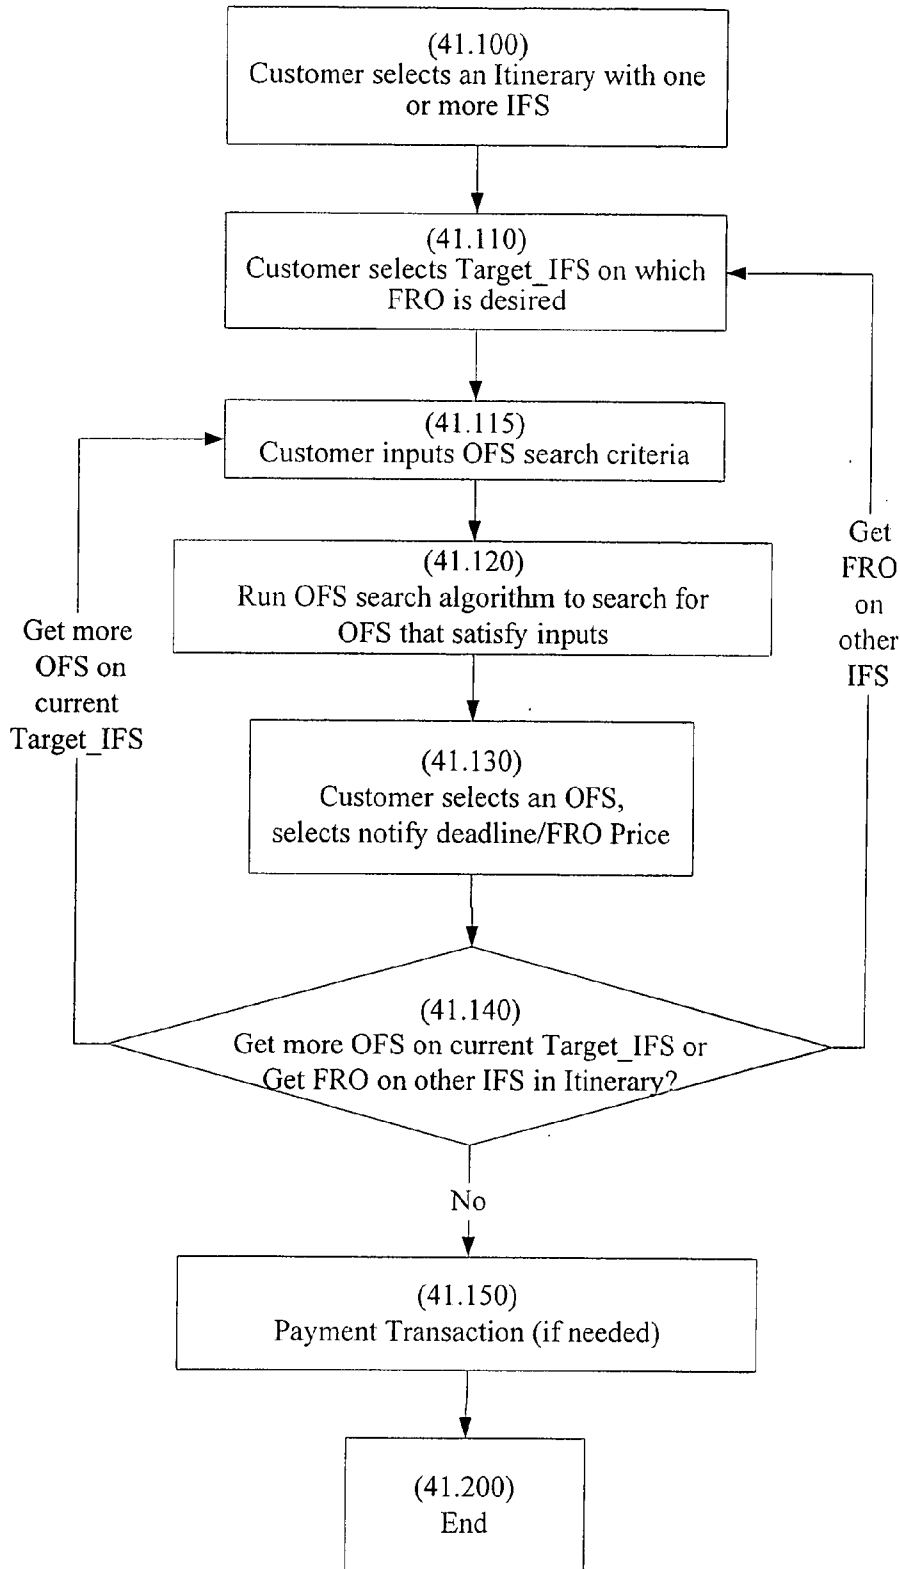 (41.100)
Customer selects an Itinerary with one
or more IFS
(41.110)
Customer selects Target_IFS on which
FRO is desired
(41.115)
Customer inputs OFS search criteria
(41.120)
Run OFS search algorithm to search for
OFS that satisfy inputs
Get more
OFS on
current
Target_IFS
Get
FRO
on
other
IFS
(41.130)
Customer selects an OFS,
selects notify deadline/FRO Price
(41.140)
Get more OFS on current Target_IFS or
Get FRO on other IFS in Itinerary?
No
(41.150)
Payment Transaction (if needed)
(41.200)
End